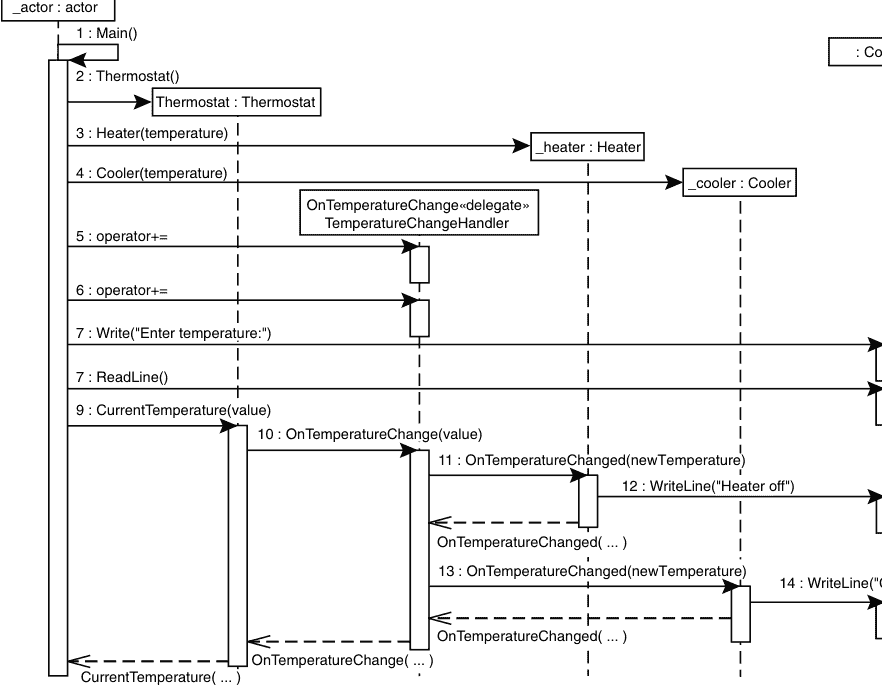 _actor : actor
1 : Main()
: Co
2 : Thermostat()
Thermostat : Thermostat
3 : Heater(temperature)
_heater : Heater
4 : Cooler(temperature)
_cooler : Cooler
OnTemperatureChange«delegate»
TemperatureChangeHandler
5 : operator+=
6 : operator+=
7 : Write("Enter temperature:")
7 : ReadLine()
9 : CurrentTemperature(value)
10 : OnTemperatureChange(value)
11 : OnTemperatureChanged(newTemperature)
12 : WriteLine("Heater off")
OnTemperatureChanged( ... )
13 : OnTemperatureChanged(newTemperature)
14 : WriteLine("C
OnTemperatureChanged( ... )
OnTemperatureChange( ... )
CurrentTemperature( ... )